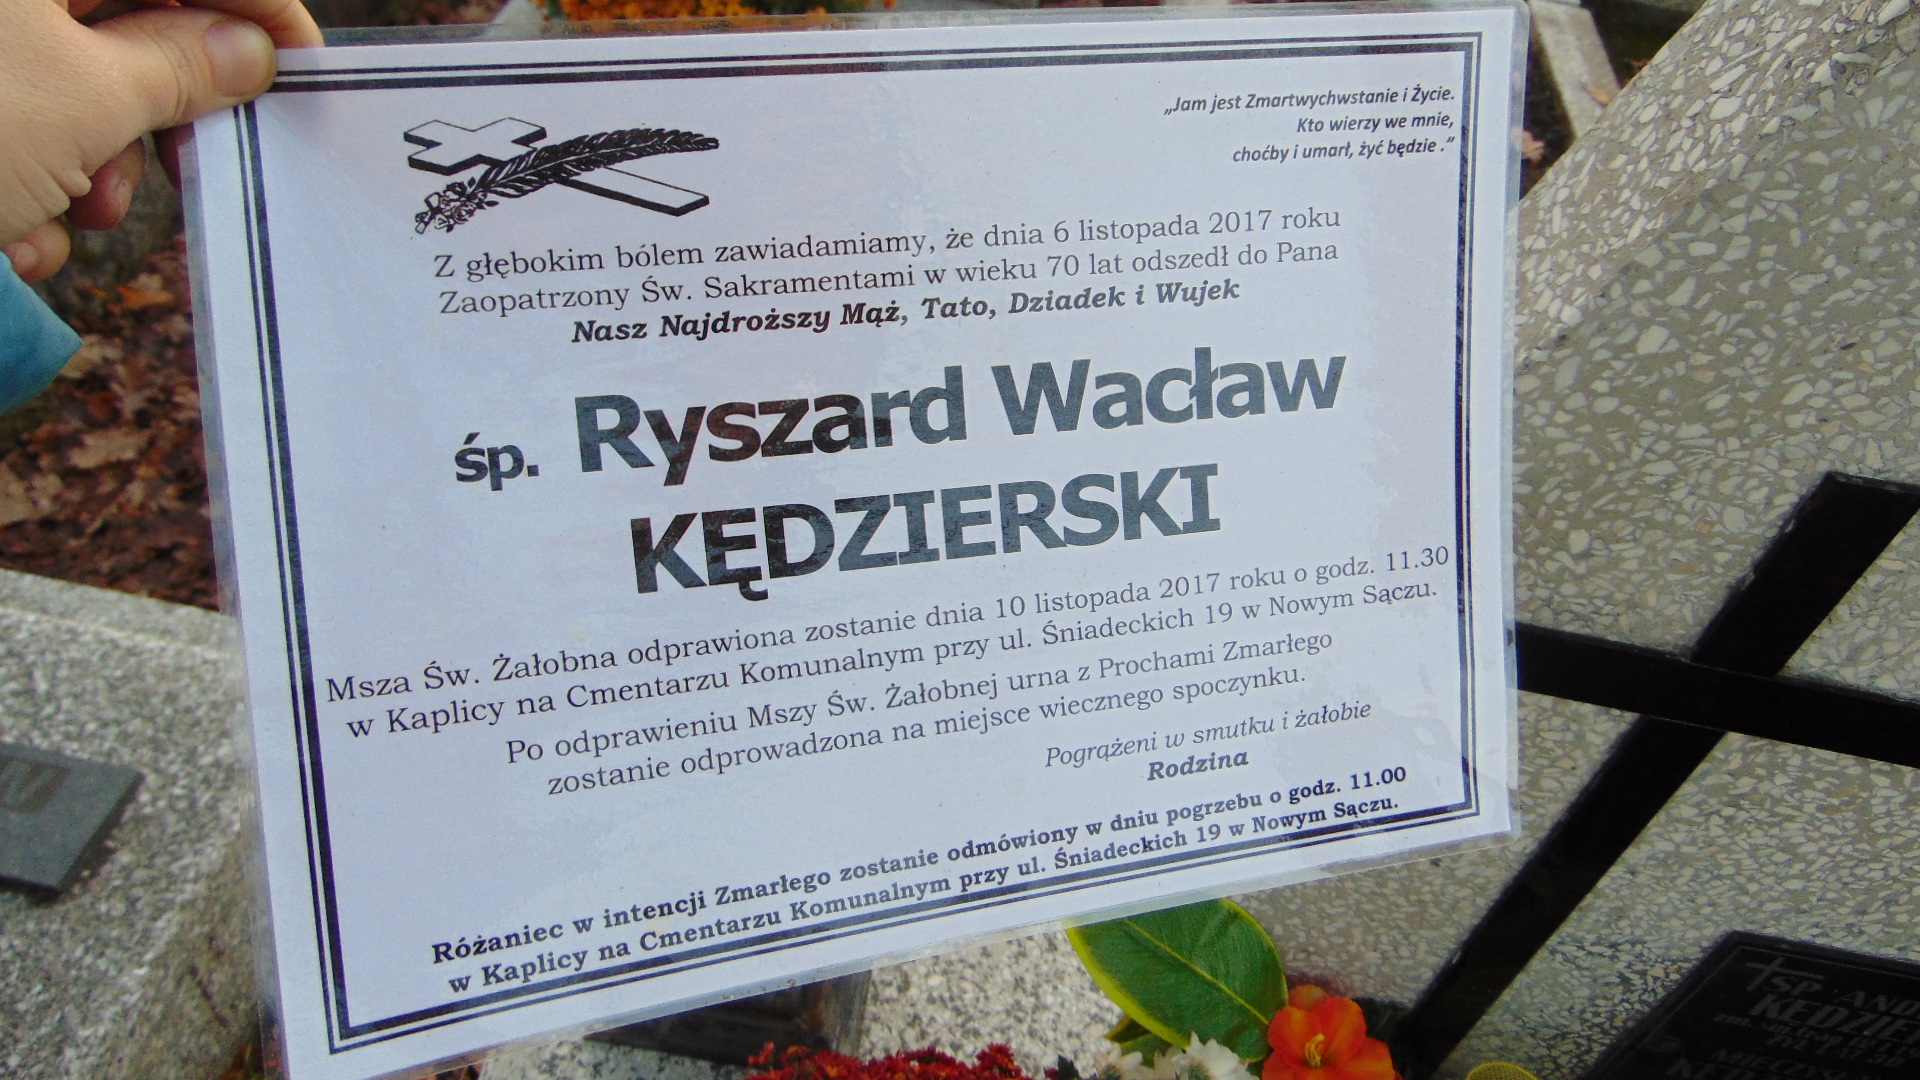 „Jam jest Zmartwychwstanie i Życie.
Kto wierzy we mnie,
choćby i umarł, żyć będzie .”
Z głębokim bólem zawiadamiamy, że dnia 6 listopada 2017 roku
Zaopatrzony Św. Sakramentami w wieku 70 lat odszedł do Pana
Nasz Najdroższy Mąż, Tato, Dziadek i Wujek
śp. Ryszard Wacław
KĘDZIERSKI
Msza Św. Żałobna odprawiona zostanie dnia 10 listopada 2017 roku o godz. 11.30
w Kaplicy na Cmentarzu Komunalnym przy ul. Śniadeckich 19 w Nowym Sączu.
Po odprawieniu Mszy Św. Żałobnej urna z Prochami Zmarłego
zostanie odprowadzona na miejsce wiecznego spoczynku.
Pogrążeni w smutku i żałobie
Rodzina
Różaniec w intencji Zmarłego zostanie odmówiony w dniu pogrzebu o godz. 11.00
w Kaplicy na Cmentarzu Komunalnym przy ul. Śniadeckich 19 w Nowym Sączu.
ŚP. AND
KĘDZIE